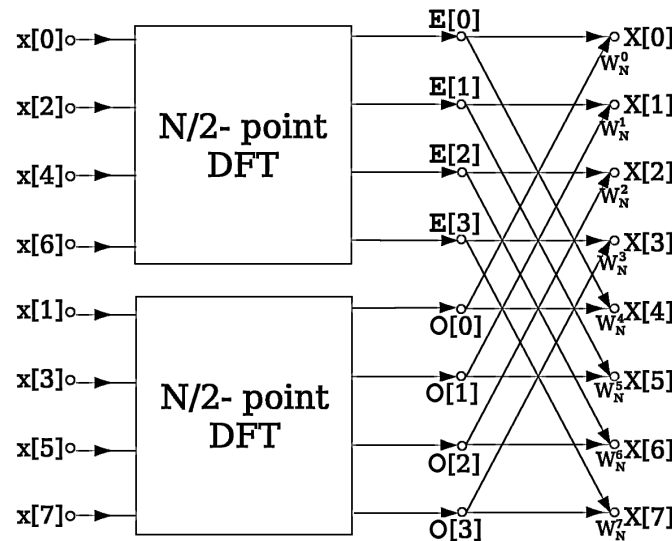 x[0] E[0] X[0]
W_N^0
x[2] E[1] X[1]
W_N^1
N/2- point
DFT
x[4] E[2] X[2]
W_N^2
x[6] E[3] X[3]
W_N^3
x[1] O[0] W_N^4 X[4]
x[3] O[1] W_N^5 X[5]
N/2- point
DFT
x[5] O[2] W_N^6 X[6]
x[7] O[3] W_N^7 X[7]